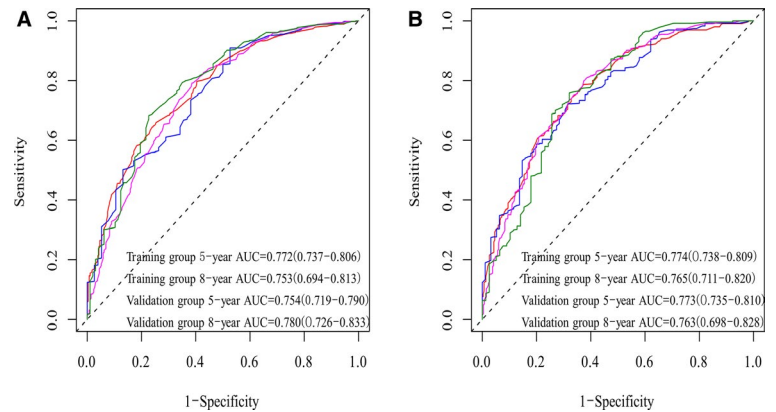 A
Sensitivity
1.0
0.8
0.6
0.4
0.2
0.0
Training group 5-year AUC=0.772(0.737-0.806)
Training group 8-year AUC=0.753(0.694-0.813)
Validation group 5-year AUC=0.754(0.719-0.790)
Validation group 8-year AUC=0.780((0.726-0.833)
0.0 0.2 0.4 0.6 0.8 1.0
1-Specificity
B
Sensitivity
1.0
0.8
0.6
0.4
0.2
0.0
Training group 5-year AUC=0.774((0.738-0.809)
Training group 8-year AUC=0.765(0.711-0.820)
Validation group 5-year AUC=0.773(0.735-0.810)
Validation group 8-year AUC=0.763(0.698-0.828)
0.0 0.2 0.4 0.6 0.8 1.0
1-Specificity